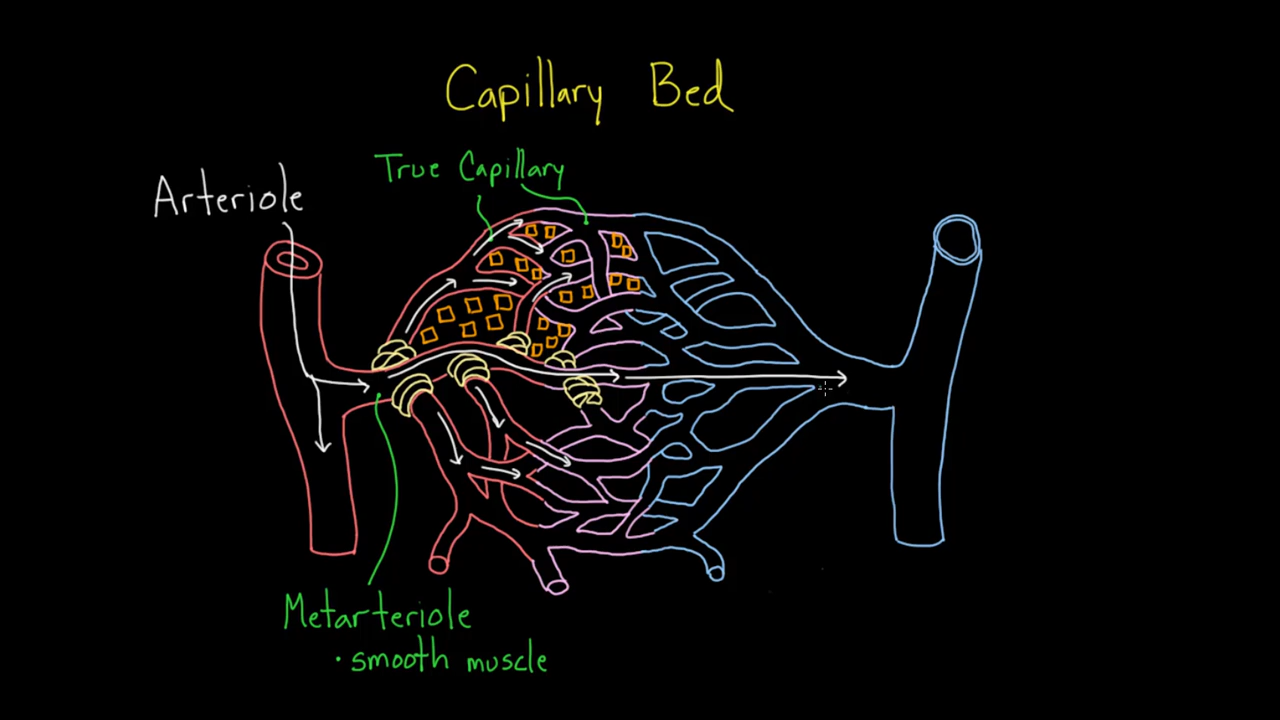 Capillary Bed
True Capillary
Arteriole
Metarteriole
• smooth muscle